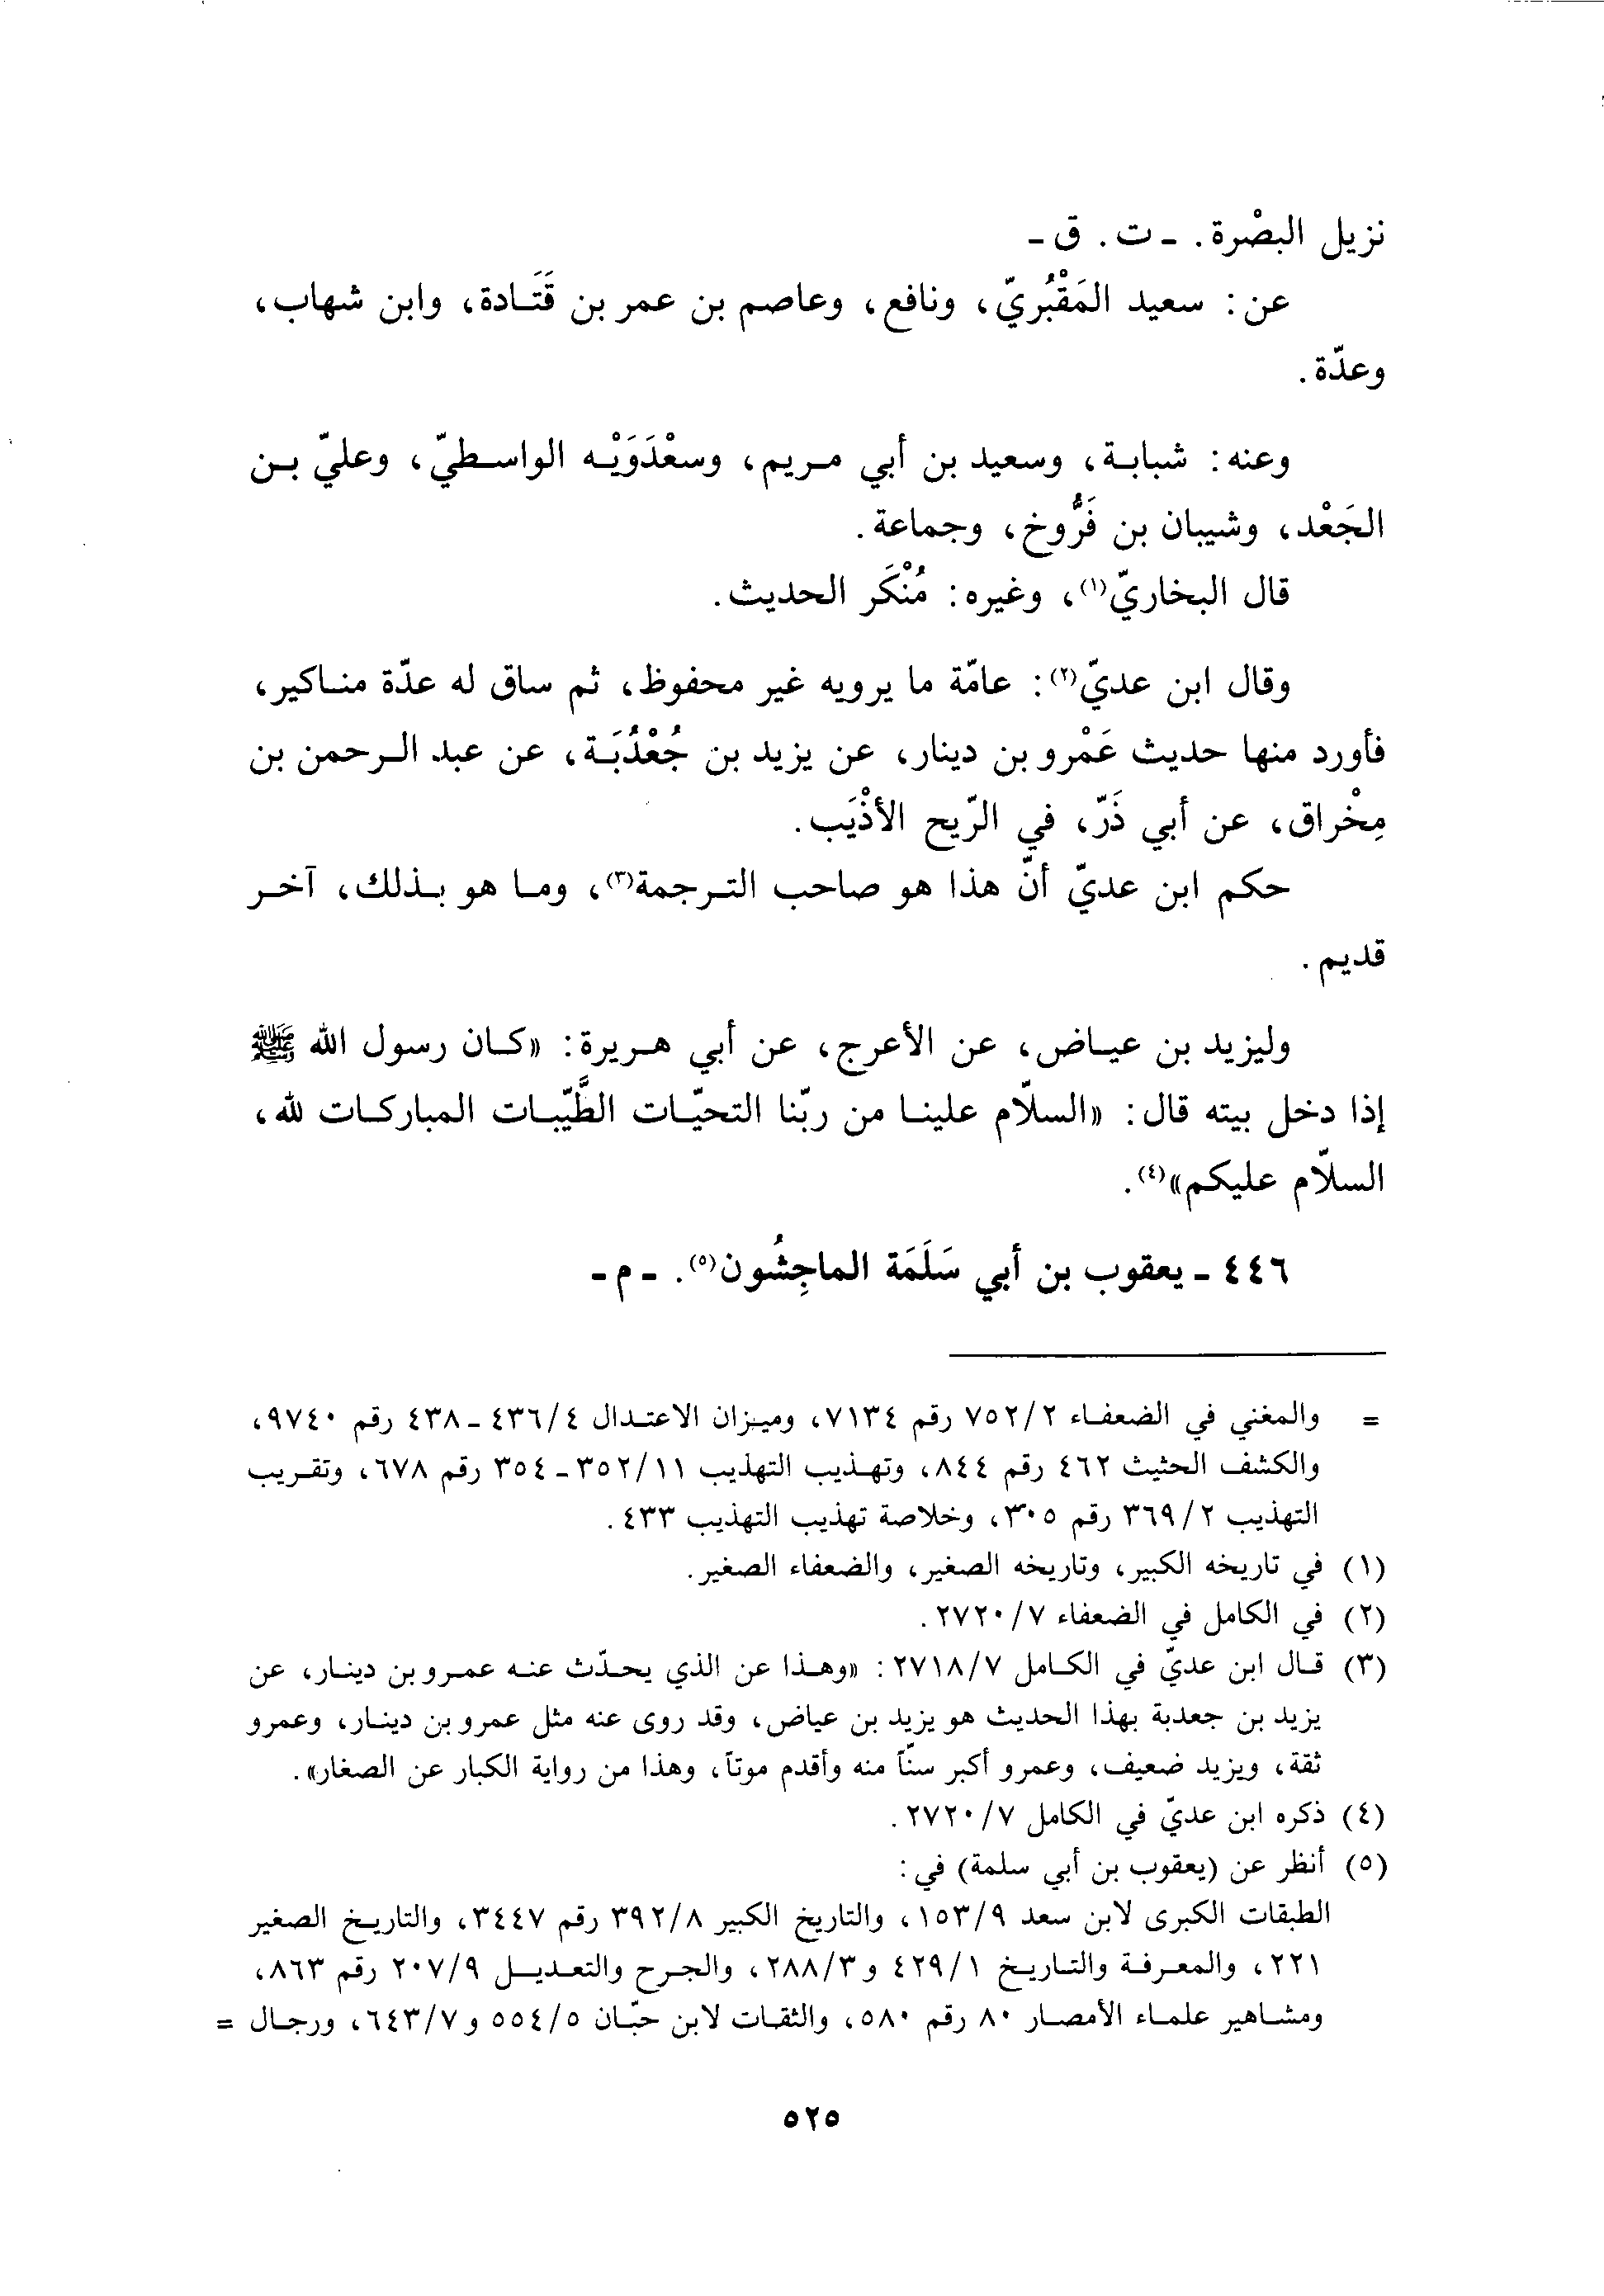 نزيل البصْرة. - ت. ق -
عن: سعيد المَقْبُريّ، ونافع، وعاصم بن عمر بن قَتَادة، وابن شهاب،
وعدّة.
وعنه: شبابة، وسعيد بن أبي مريم، وسعْدَوَيْه الواسطيّ، وعليّ بن
الجَعْد، وشيبان بن فَرُّوخ، وجماعة.
قال البخاريّ(١)، وغيره: مُنْكَر الحديث.
وقال ابن عديّ(٢): عامّة ما يرويه غير محفوظ، ثم ساق له عدّة مناكير،
فأورد منها حديث عَمْرو بن دينار، عن يزيد بن جُعْدُبَة، عن عبد الرحمن بن
مِخْراق، عن أبي ذَرّ، في الرّيح الأذْيَب.
حكم ابن عديّ أنّ هذا هو صاحب الترجمة(٣)، وما هو بذلك، آخر
قديم.
وليزيد بن عياض، عن الأعرج، عن أبي هريرة: «كان رسول الله ﷺ
إذا دخل بيته قال: «السلّام علينا من ربّنا التحيّات الطَّيّبات المباركات لله،
السلّام عليكم»(٤).
٤٤٦ - يعقوب بن أبي سَلَمَة الماجِشُون(٥). - م -
= والمغني في الضعفاء ٧٥٢/٢ رقم ٧١٣٤، وميزان الاعتدال ٤٣٦/٤ - ٤٣٨ رقم ٩٧٤٠،
والكشف الحثيث ٤٦٢ رقم ٨٤٤، وتهذيب التهذيب ٣٥٢/١١ - ٣٥٤ رقم ٦٧٨، وتقريب
التهذيب ٣٦٩/٢ رقم ٣٠٥، وخلاصة تهذيب التهذيب ٤٣٣.
(١) في تاريخه الكبير، وتاريخه الصغير، والضعفاء الصغير.
(٢) في الكامل في الضعفاء ٢٧٢٠/٧.
(٣) قال ابن عديّ في الكامل ٢٧١٨/٧: «وهذا عن الذي يحدّث عنه عمرو بن دينار، عن
يزيد بن جعدبة بهذا الحديث هو يزيد بن عياض، وقد روى عنه مثل عمرو بن دينار، وعمرو
ثقة، ويزيد ضعيف، وعمرو أكبر سنّاً منه وأقدم موتاً، وهذا من رواية الكبار عن الصغار».
(٤) ذكره ابن عديّ في الكامل ٢٧٢٠/٧.
(٥) أنظر عن (يعقوب بن أبي سلمة) في:
الطبقات الكبرى لابن سعد ١٥٣/٩، والتاريخ الكبير ٣٩٢/٨ رقم ٣٤٤٧، والتاريخ الصغير
٢٢١، والمعرفة والتاريخ ٤٢٩/١ و ٢٨٨/٣، والجرح والتعديل ٢٠٧/٩ رقم ٨٦٣،
ومشاهير علماء الأمصار ٨٠ رقم ٥٨٠، والثقات لابن حبّان ٥٥٤/٥ و ٦٤٣/٧، ورجال =
٥٢٥